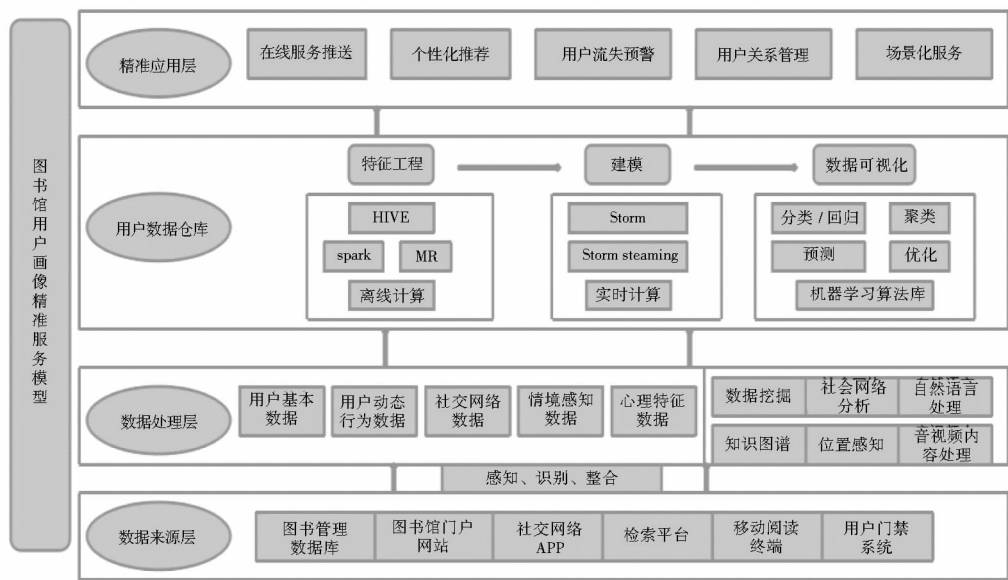 图书馆用户画像精准服务模型
精准应用层
在线服务推送
个性化推荐
用户流失预警
用户关系管理
场景化服务
用户数据仓库
特征工程
建模
数据可视化
HIVE
spark
MR
离线计算
Storm
Storm steaming
实时计算
分类/回归
聚类
预测
优化
机器学习算法库
数据处理层
用户基本
数据
用户动态
行为数据
社交网络
数据
情境感知
数据
心理特征
数据
数据挖掘
社会网络
分析
自然语言
处理
知识图谱
位置感知
音视频内
容处理
感知、识别、整合
数据来源层
图书管理
数据库
图书馆门户
网站
社交网络
APP
检索平台
移动阅读
终端
用户门禁
系统